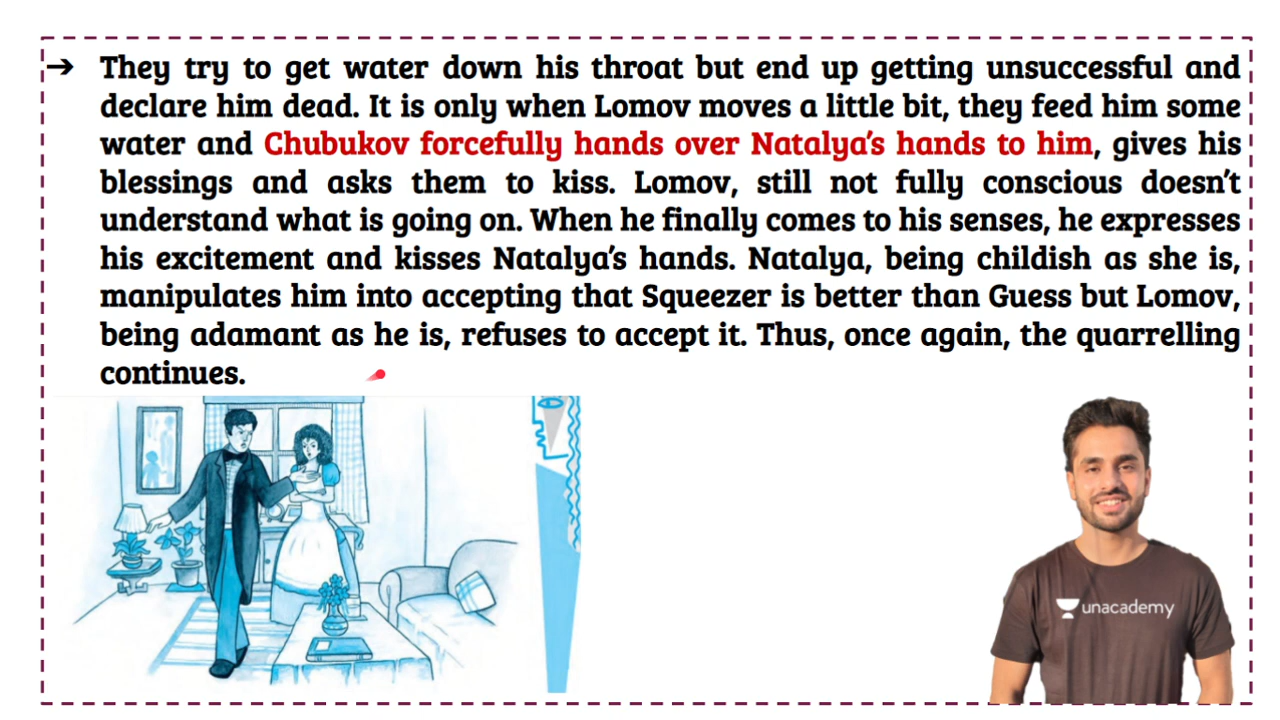 → They try to get water down his throat but end up getting unsuccessful and
declare him dead. It is only when Lomov moves a little bit, they feed him some
water and Chubukov forcefully hands over Natalya's hands to him, gives his
blessings and asks them to kiss. Lomov, still not fully conscious doesn't
understand what is going on. When he finally comes to his senses, he expresses
his excitement and kisses Natalya's hands. Natalya, being childish as she is,
manipulates him into accepting that Squeezer is better than Guess but Lomov,
being adamant as he is, refuses to accept it. Thus, once again, the quarrelling
continues.
unacademy